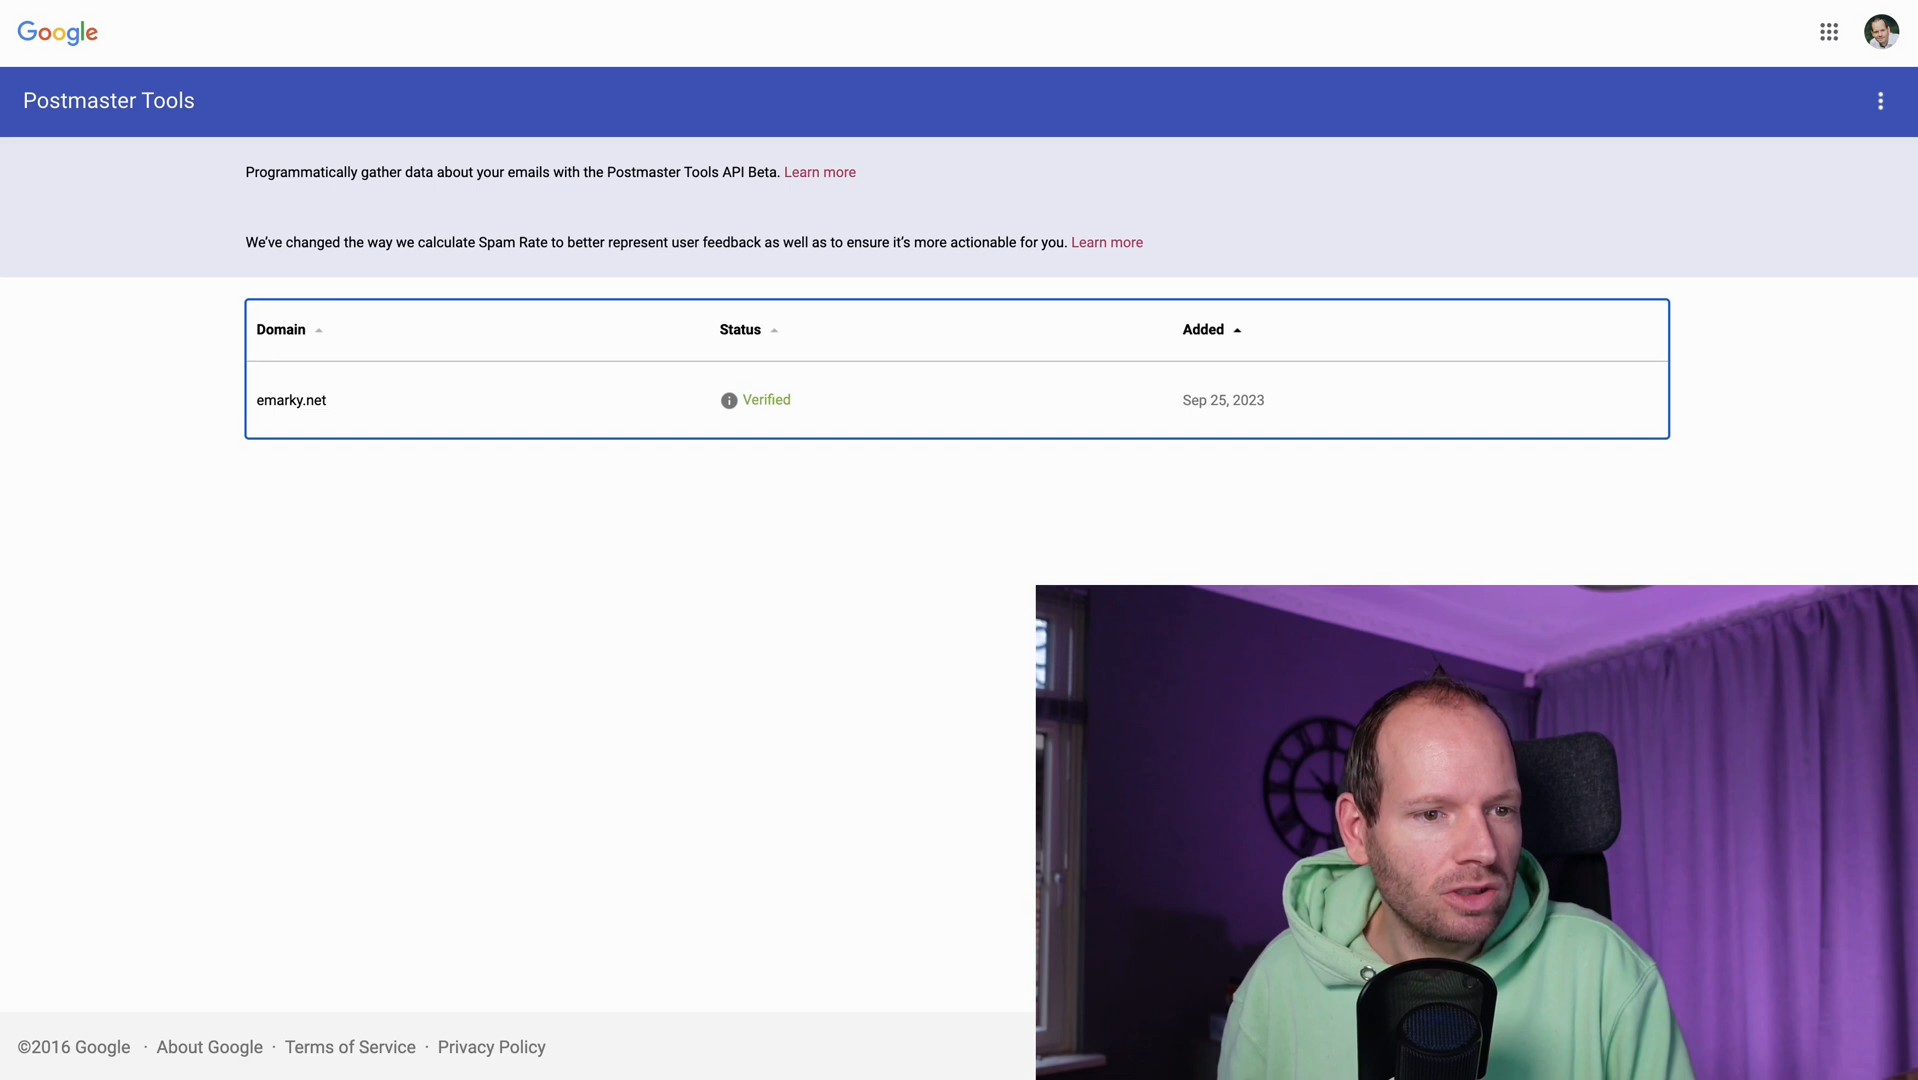 Google
Postmaster Tools
Programmatically gather data about your emails with the Postmaster Tools API Beta. Learn more
We've changed the way we calculate Spam Rate to better represent user feedback as well as to ensure it's more actionable for you. Learn more
Domain Status Added
emarky.net Verified Sep 25, 2023
©2016 Google · About Google · Terms of Service · Privacy Policy